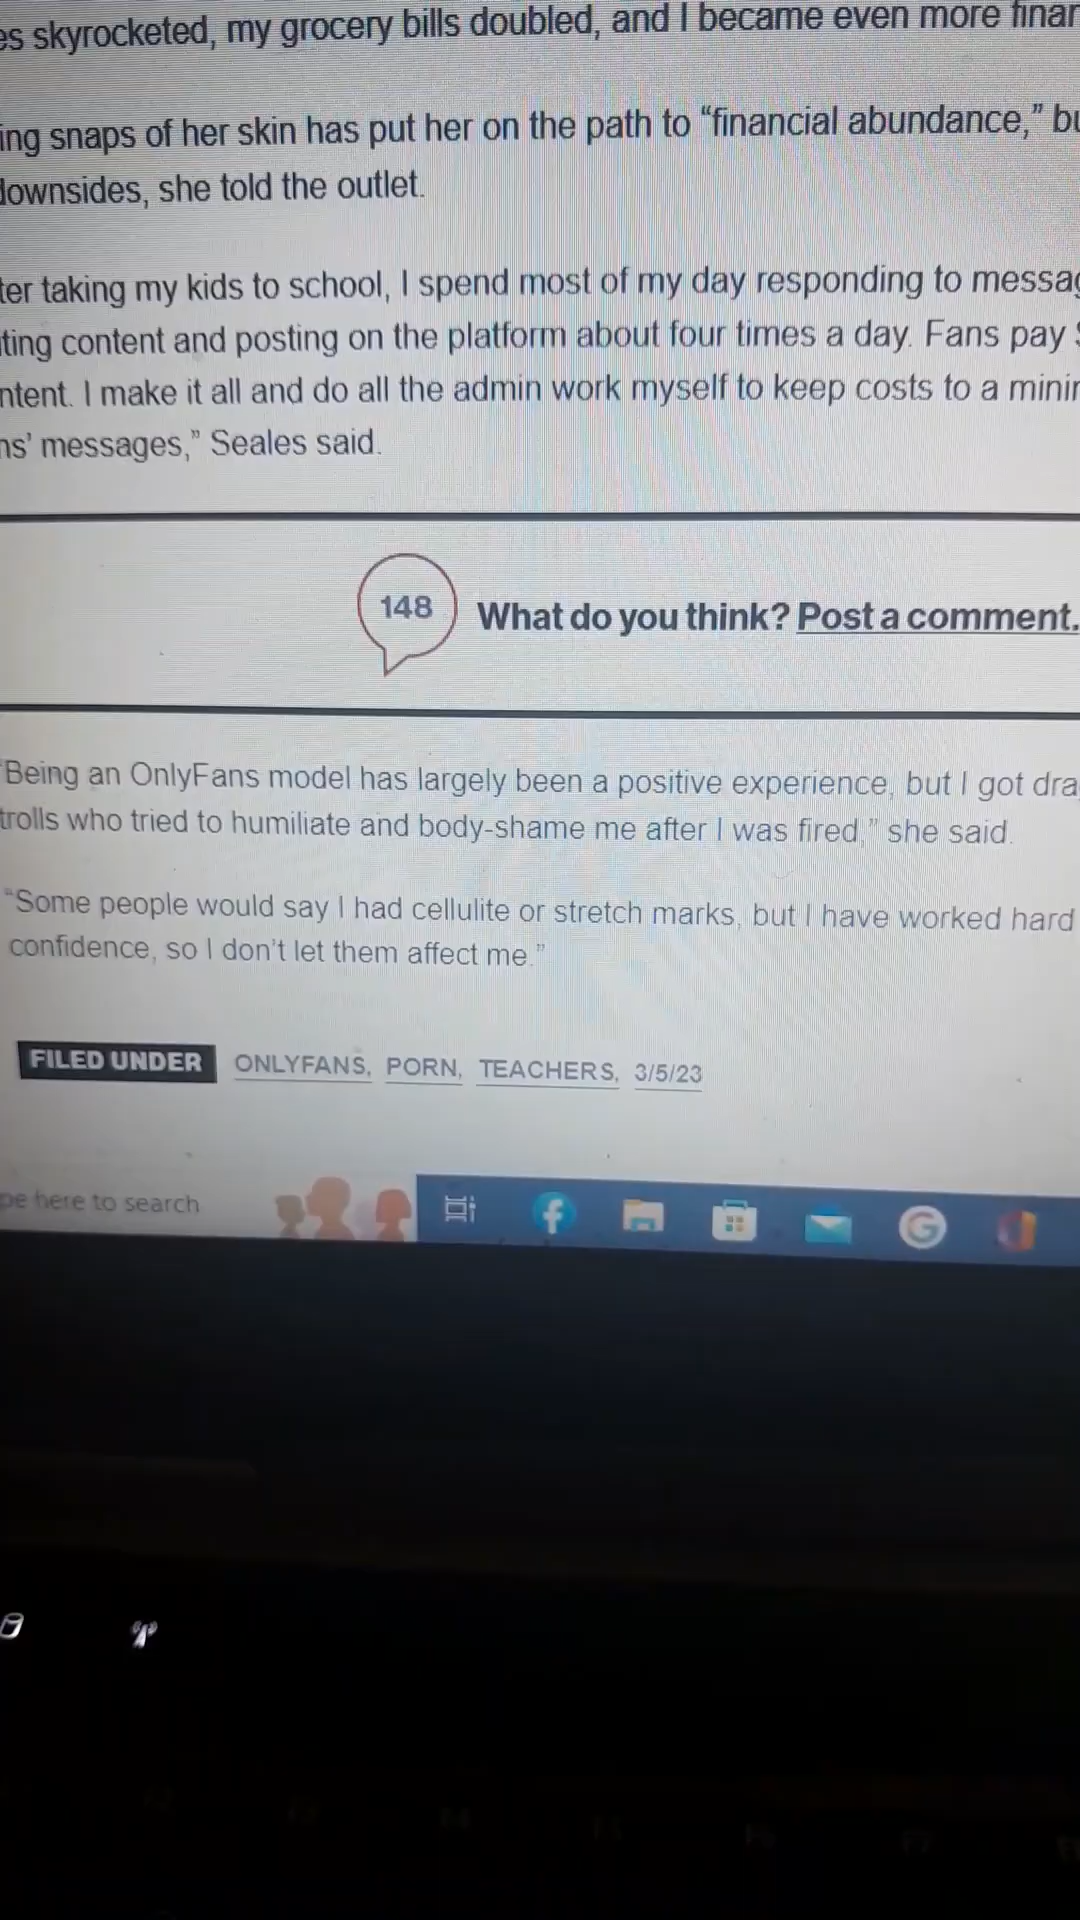 es skyrocketed, my grocery bills doubled, and I became even more finan
ing snaps of her skin has put her on the path to “financial abundance,” bu
downsides, she told the outlet.
ter taking my kids to school, I spend most of my day responding to messag
ting content and posting on the platform about four times a day. Fans pay $
ntent. I make it all and do all the admin work myself to keep costs to a minim
ns’ messages,” Seales said.
148 What do you think? Post a comment.
“Being an OnlyFans model has largely been a positive experience, but I got dra
trolls who tried to humiliate and body-shame me after I was fired,” she said.
“Some people would say I had cellulite or stretch marks, but I have worked hard
confidence, so I don’t let them affect me.”
FILED UNDER ONLYFANS, PORN, TEACHERS, 3/5/23
pe here to search